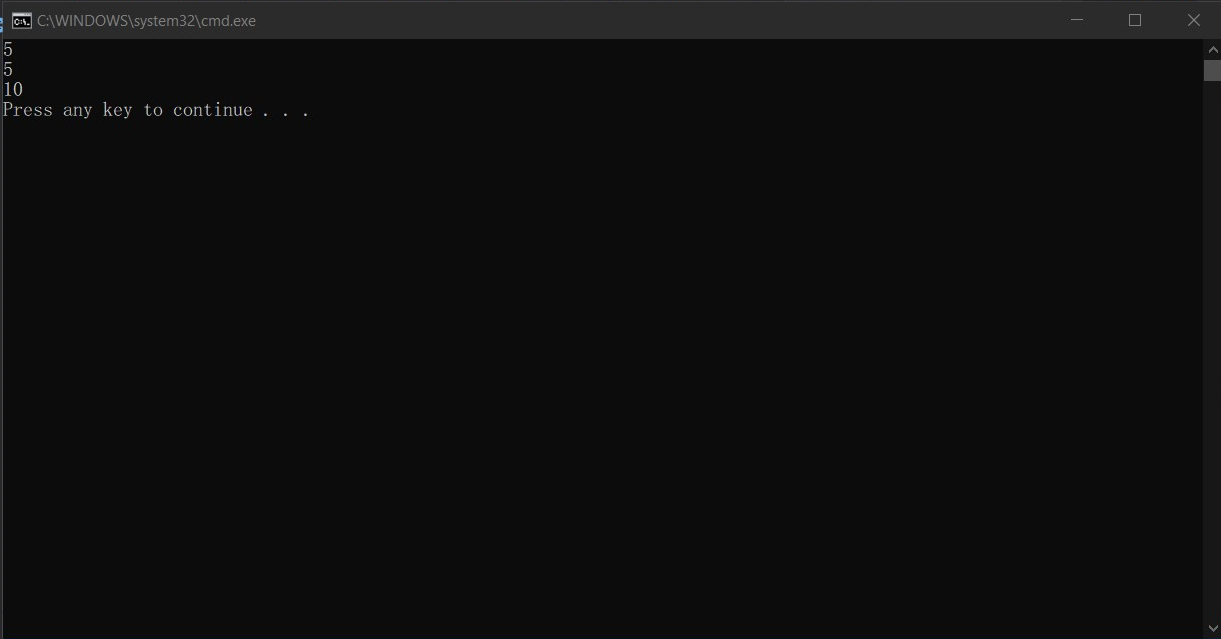 C:\WINDOWS\system32\cmd.exe
5
5
10
Press any key to continue . . .